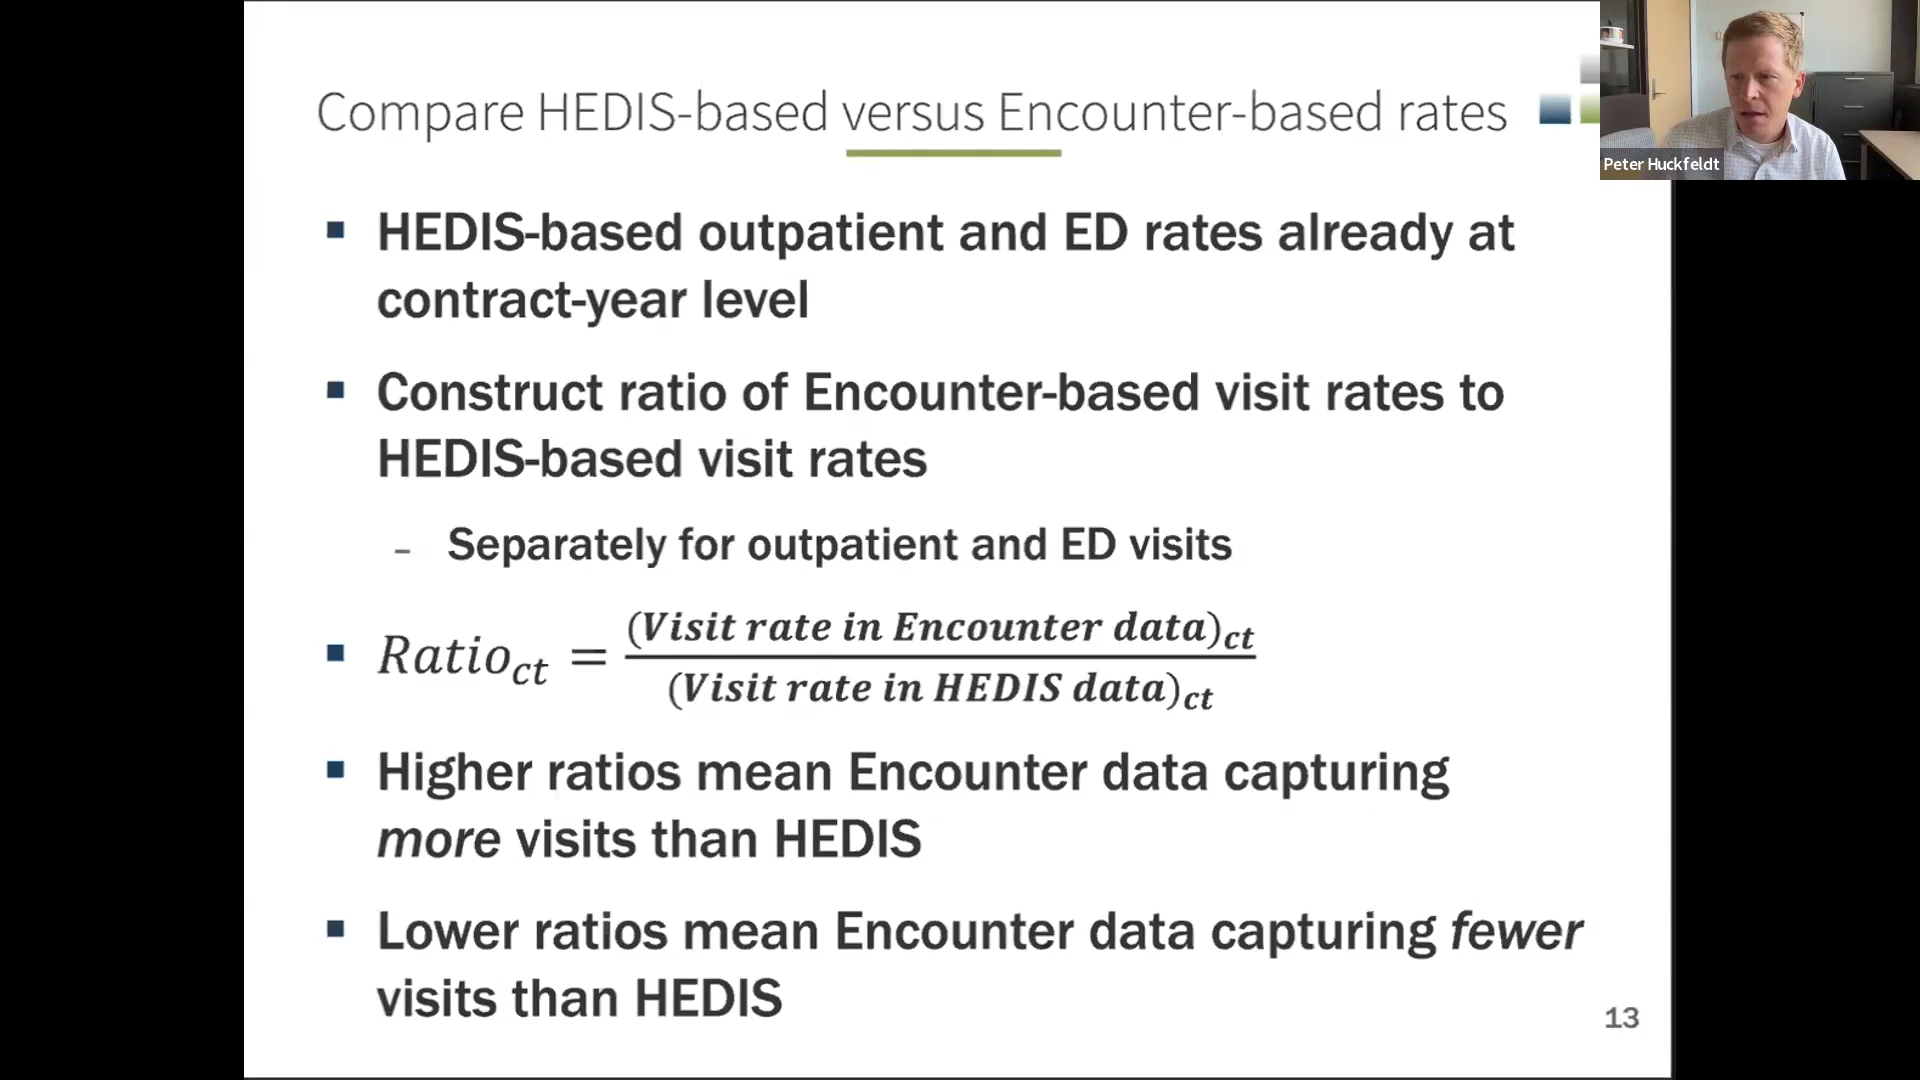 Compare HEDIS-based versus Encounter-based rates
Peter Huckfeldt
▪ HEDIS-based outpatient and ED rates already at
contract-year level
▪ Construct ratio of Encounter-based visit rates to
HEDIS-based visit rates
– Separately for outpatient and ED visits
▪ Ratio_ct = (Visit rate in Encounter data)_ct
(Visit rate in HEDIS data)_ct
▪ Higher ratios mean Encounter data capturing
more visits than HEDIS
▪ Lower ratios mean Encounter data capturing fewer
visits than HEDIS
13